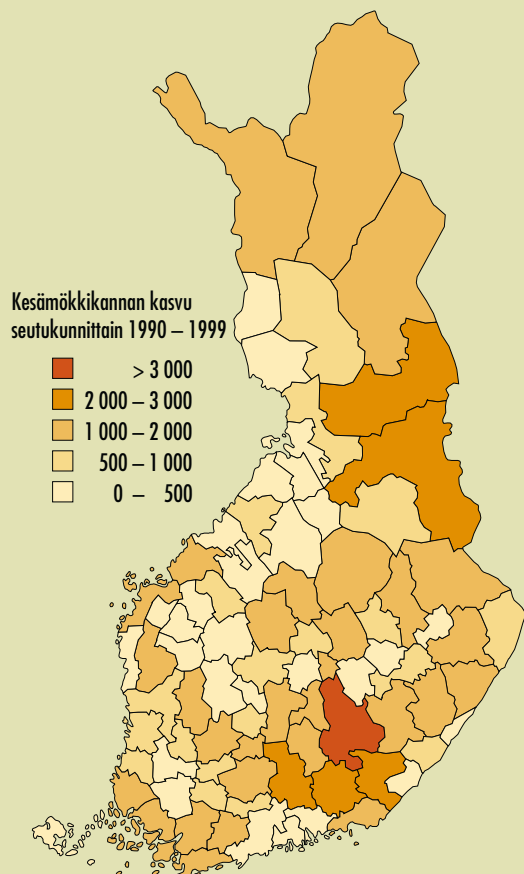 Kesämökkikannan kasvu
seutukunnittain 1990 – 1999
> 3 000
2 000 – 3 000
1 000 – 2 000
500 – 1 000
0 – 500